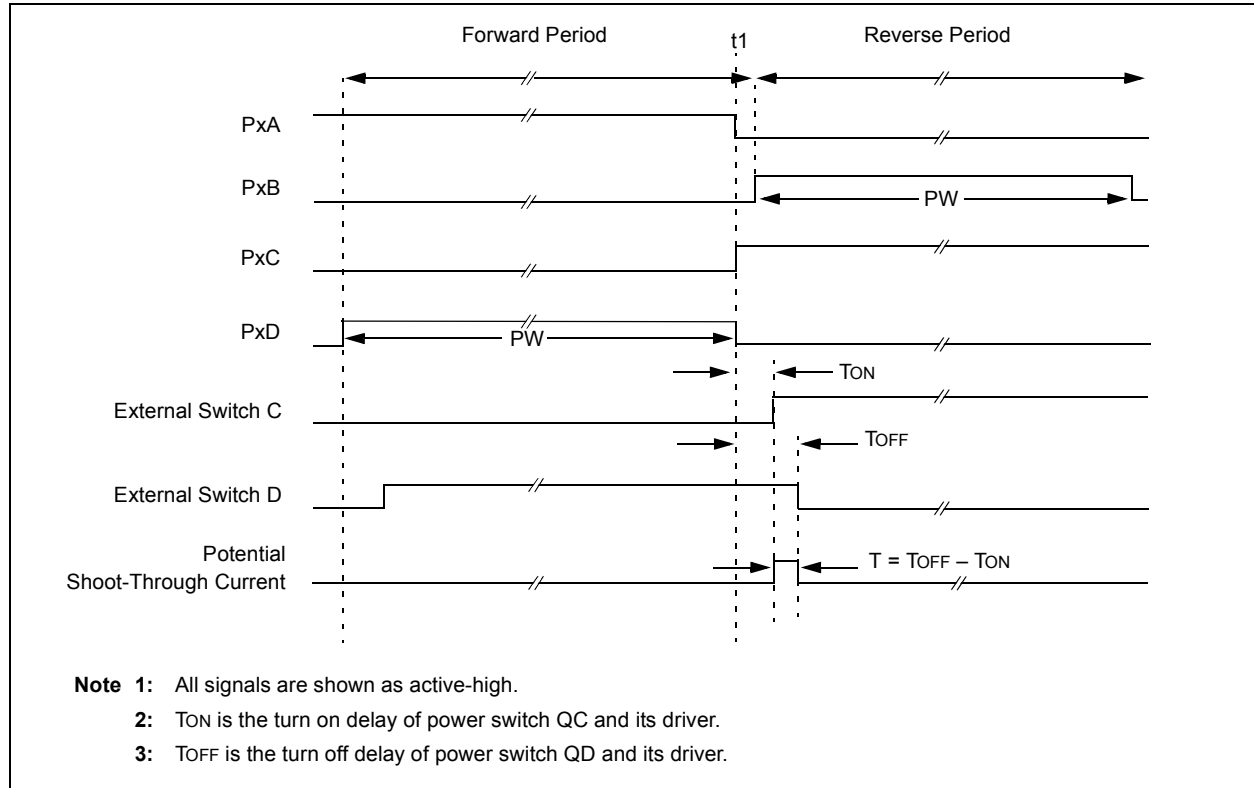 Forward Period
t1
Reverse Period
PxA
PxB
PW
PxC
PxD
PW
TON
External Switch C
TOFF
External Switch D
Potential
Shoot-Through Current
T = TOFF – TON
Note 1: All signals are shown as active-high.
2: TON is the turn on delay of power switch QC and its driver.
3: TOFF is the turn off delay of power switch QD and its driver.